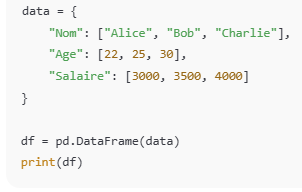 data = {
    "Nom": ["Alice", "Bob", "Charlie"],
    "Age": [22, 25, 30],
    "Salaire": [3000, 3500, 4000]
}

df = pd.DataFrame(data)
print(df)